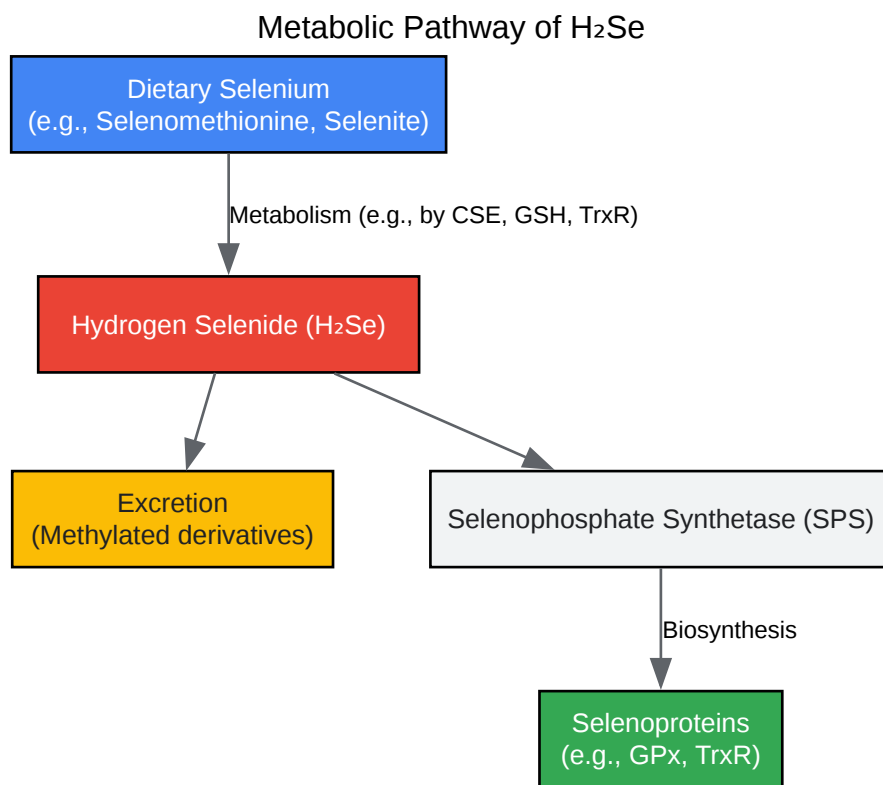 Metabolic Pathway of H₂Se
Dietary Selenium
(e.g., Selenomethionine, Selenite)
Metabolism (e.g., by CSE, GSH, TrxR)
Hydrogen Selenide (H₂Se)
Excretion
(Methylated derivatives)
Selenophosphate Synthetase (SPS)
Biosynthesis
Selenoproteins
(e.g., GPx, TrxR)